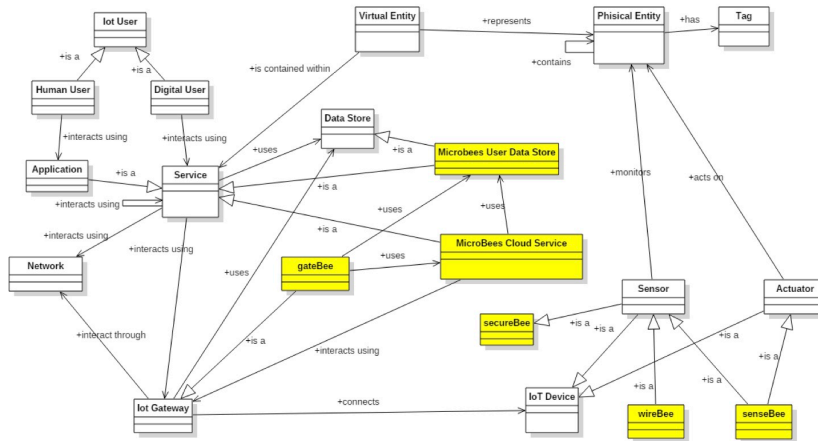 Iot User
Virtual Entity
+represents
Phisical Entity
+has
Tag
+is a
+is a
+contains
+is contained within
Human User
Digital User
Data Store
+interacts using
+interacts using
+uses
+is a
Microbees User Data Store
Application
+is a
Service
+is a
+monitors
+acts on
+interacts using
+uses
+uses
+interacts using
+interacts using
+is a
MicroBees Cloud Service
Network
gateBee
+uses
+uses
Sensor
Actuator
secureBee
+is a
+is a
+interact through
+is a
+interacts using
+is a
+is a
+is a
+is a
Iot Gateway
+connects
IoT Device
wireBee
senseBee